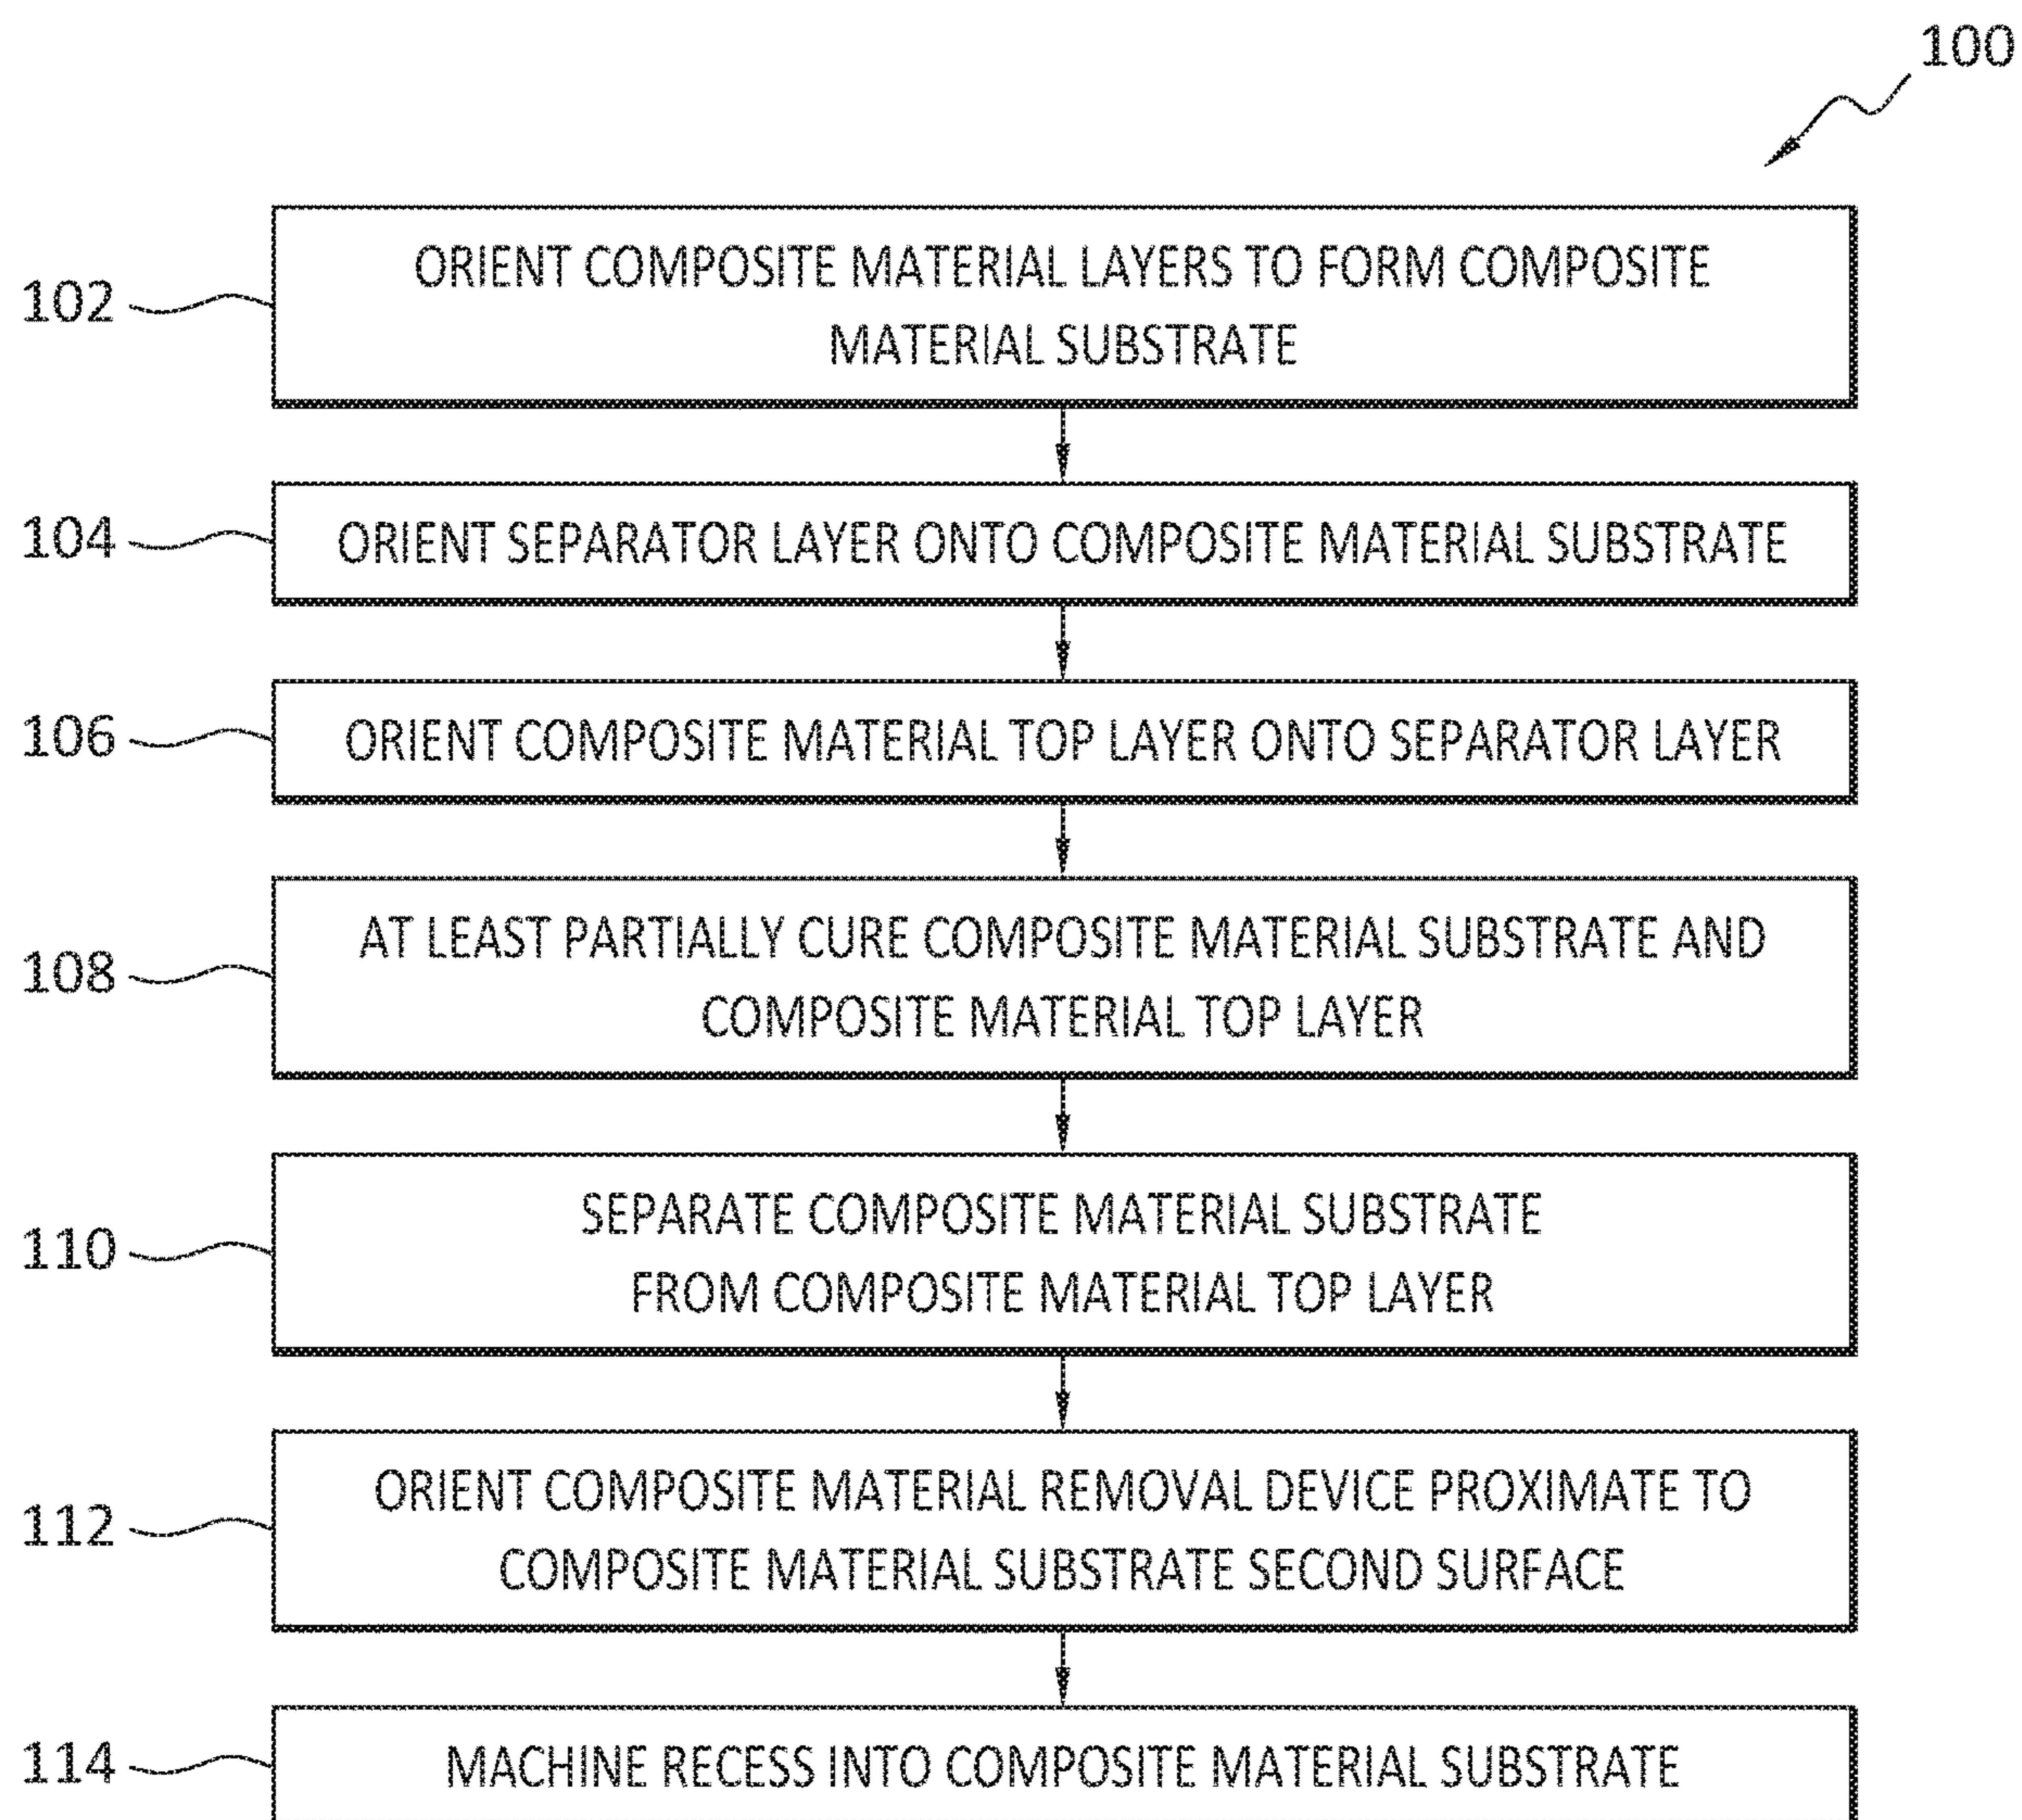 100
102
ORIENT COMPOSITE MATERIAL LAYERS TO FORM COMPOSITE
MATERIAL SUBSTRATE
104
ORIENT SEPARATOR LAYER ONTO COMPOSITE MATERIAL SUBSTRATE
106
ORIENT COMPOSITE MATERIAL TOP LAYER ONTO SEPARATOR LAYER
108
AT LEAST PARTIALLY CURE COMPOSITE MATERIAL SUBSTRATE AND
COMPOSITE MATERIAL TOP LAYER
110
SEPARATE COMPOSITE MATERIAL SUBSTRATE
FROM COMPOSITE MATERIAL TOP LAYER
112
ORIENT COMPOSITE MATERIAL REMOVAL DEVICE PROXIMATE TO
COMPOSITE MATERIAL SUBSTRATE SECOND SURFACE
114
MACHINE RECESS INTO COMPOSITE MATERIAL SUBSTRATE